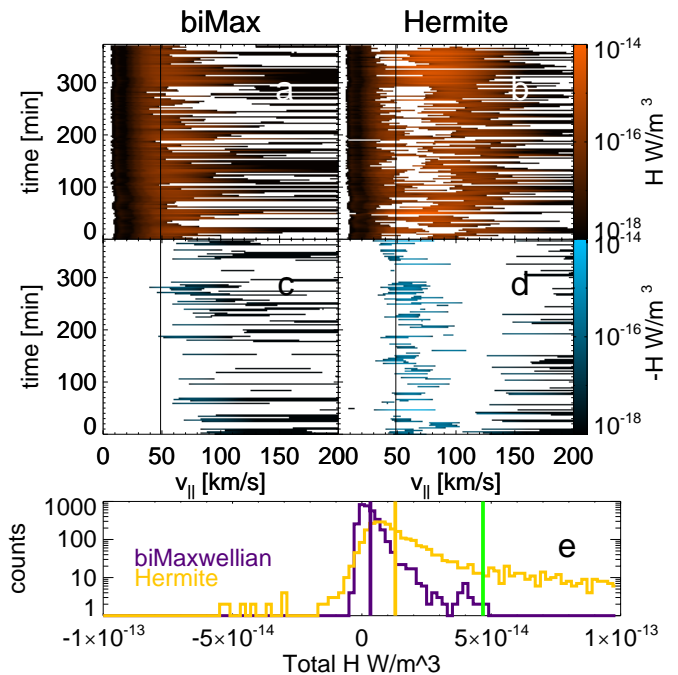 biMax Hermite
time [min]
300
200
100
0
a
b
10^-14
10^-16
10^-18
H W/m^3
time [min]
300
200
100
0
c
d
10^-14
10^-16
10^-18
-H W/m^3
0 50 100 150 200 0 50 100 150 200
v_|| [km/s] v_|| [km/s]
counts
1000
100
10
1
biMaxwellian
Hermite
e
-1×10^-13 -5×10^-14 0 5×10^-14 1×10^-13
Total H W/m^3